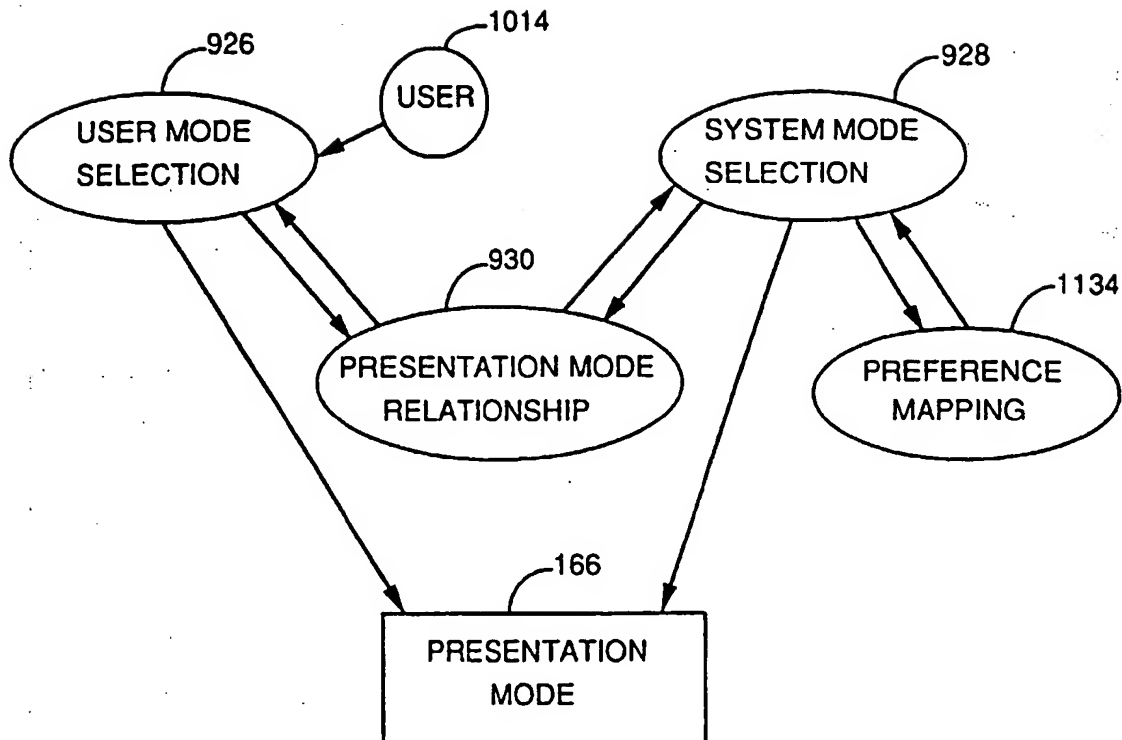 1014
926
928
USER
USER MODE
SELECTION
SYSTEM MODE
SELECTION
930
1134
PRESENTATION MODE
RELATIONSHIP
PREFERENCE
MAPPING
166
PRESENTATION
MODE